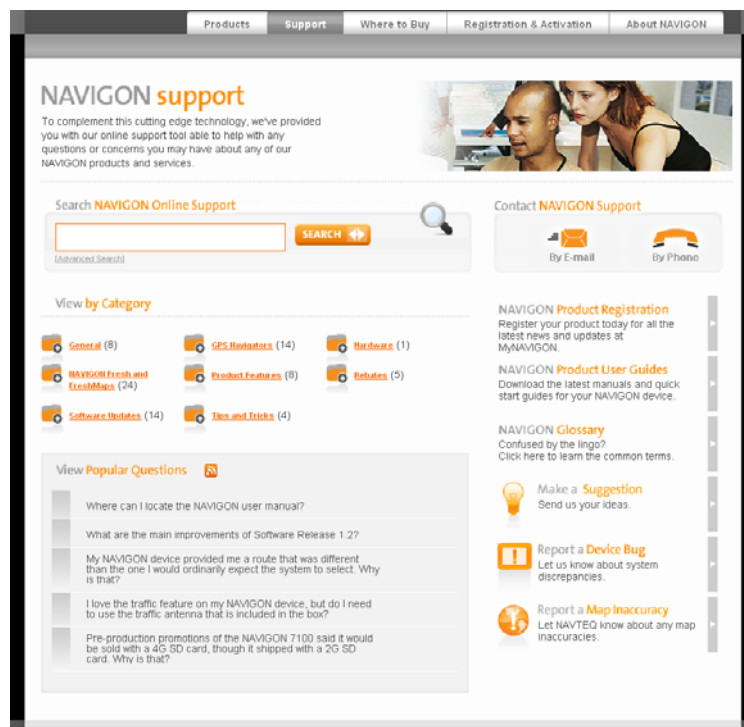 Products Support Where to Buy Registration & Activation About NAVIGON
NAVIGON support
To complement this cutting edge technology, we've provided
you with our online support tool able to help with any
questions or concerns you may have about any of our
NAVIGON products and services.
Search NAVIGON Online Support
SEARCH
[Advanced Search]
Contact NAVIGON Support
By E-mail By Phone
View by Category
General (8) GPS Navigators (14) Hardware (1)
NAVIGON Fresh and
FreshMaps (24) Product Features (8) Rebates (5)
Software Updates (14) Tips and Tricks (4)
View Popular Questions
Where can I locate the NAVIGON user manual?
What are the main improvements of Software Release 1.2?
My NAVIGON device provided me a route that was different
than the one I would ordinarily expect the system to select. Why
is that?
I love the traffic feature on my NAVIGON device, but do I need
to use the traffic antenna that is included in the box?
Pre-production promotions of the NAVIGON 7100 said it would
be sold with a 4G SD card, though it shipped with a 2G SD
card. Why is that?
NAVIGON Product Registration
Register your product today for all the
latest news and updates at
MyNAVIGON.
NAVIGON Product User Guides
Download the latest manuals and quick
start guides for your NAVIGON device.
NAVIGON Glossary
Confused by the lingo?
Click here to learn the common terms.
Make a Suggestion
Send us your ideas.
Report a Device Bug
Let us know about system
discrepancies.
Report a Map Inaccuracy
Let NAVTEQ know about any map
inaccuracies.